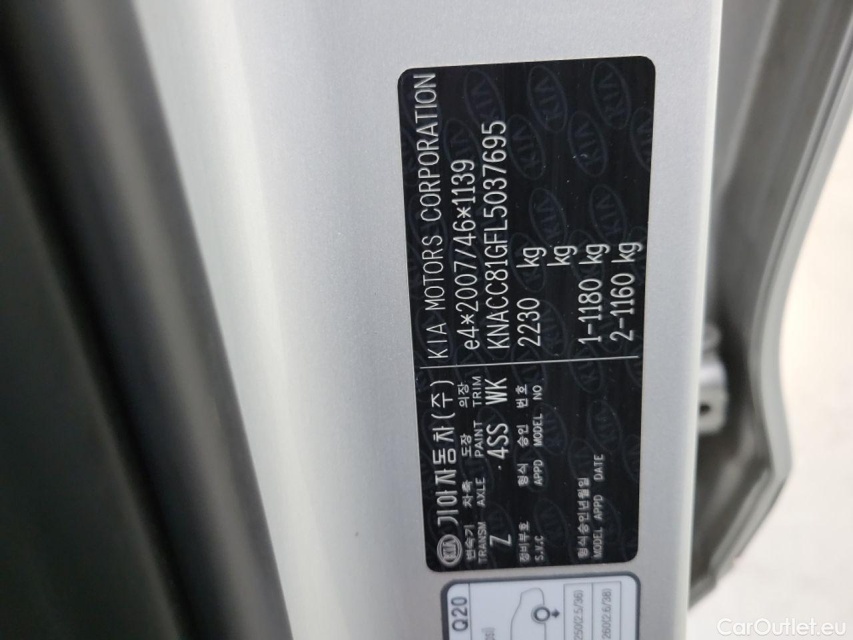 KIA MOTORS CORPORATION
e4*2007/46*1139
KNACC81GFL5037695
2230 kg
kg
1-1180 kg
2-1160 kg
KIA 기아자동차(주)
변속기 차축 도장 의장
TRANSM AXLE PAINT TRIM
Z 4SS WK
정비부호 형식 승인 번호
S.V.C APPD MODEL NO
형식승인년월일
MODEL APPD DATE
Q20
CarOutlet.eu